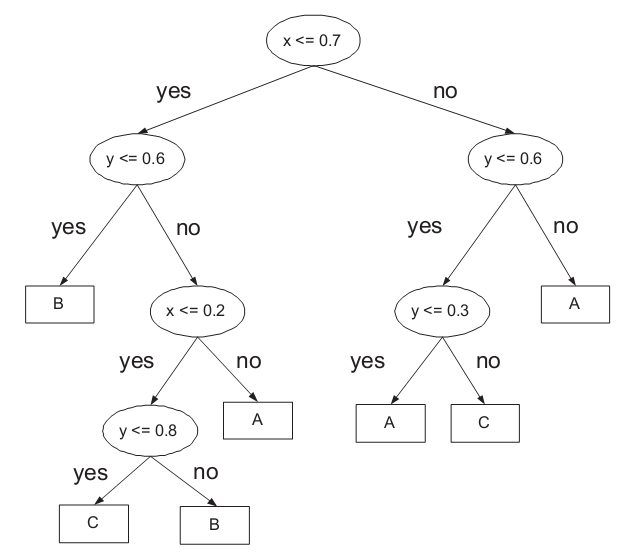 x <= 0.7
yes
no
y <= 0.6
y <= 0.6
yes
no
yes
no
B
x <= 0.2
y <= 0.3
A
yes
no
yes
no
y <= 0.8
A
A
C
yes
no
C
B